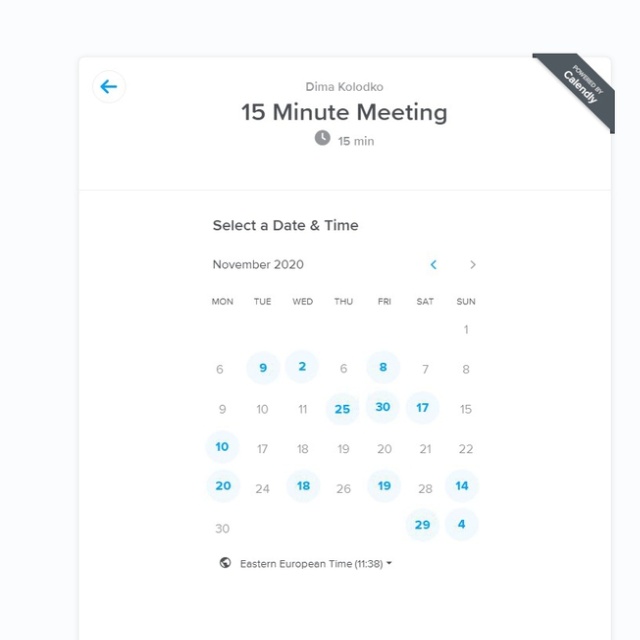 POWERED BY
Calendly
Dima Kolodko
15 Minute Meeting
15 min
Select a Date & Time
November 2020
MON TUE WED THU FRI SAT SUN
1
6 9 2 6 8 7 8
9 10 11 25 30 17 15
10 17 18 19 20 21 22
20 24 18 26 19 28 14
30 29 4
Eastern European Time (11:38)